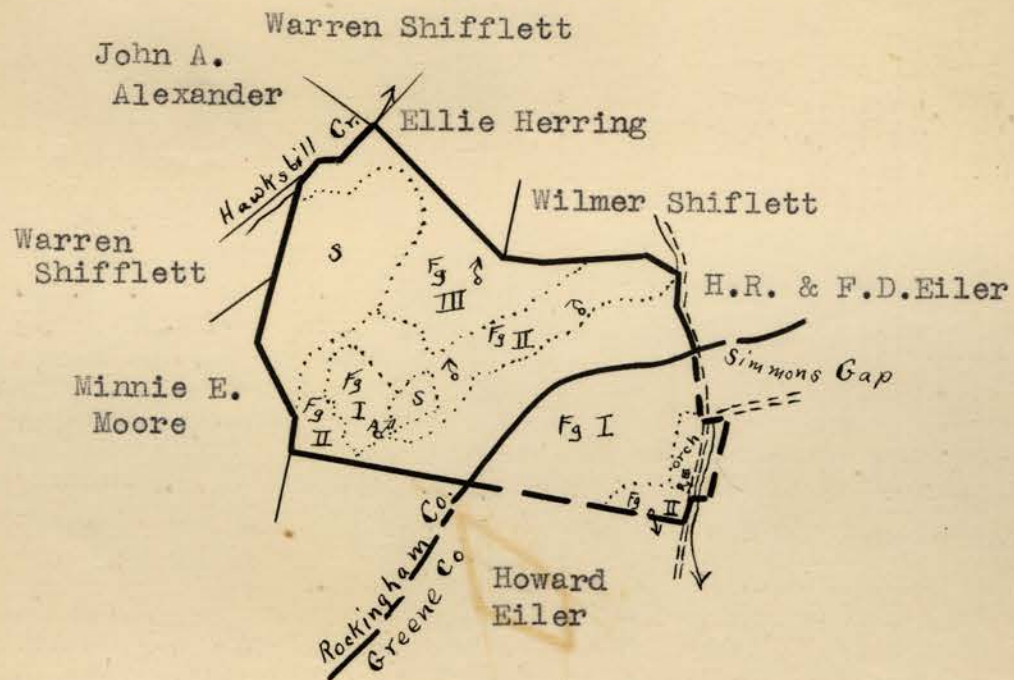 Warren Shifflett
John A.
Alexander
Ellie Herring
Hawksbill Cr.
Wilmer Shiflett
Warren
Shifflett
S
Fg
III
H.R. & F.D.Eiler
Fg II
Simmons Gap
Minnie E.
Moore
Fg
I
S
Fg
II
Fg I
orch
Fg II
Rockingham Co.
Greene Co
Howard
Eiler